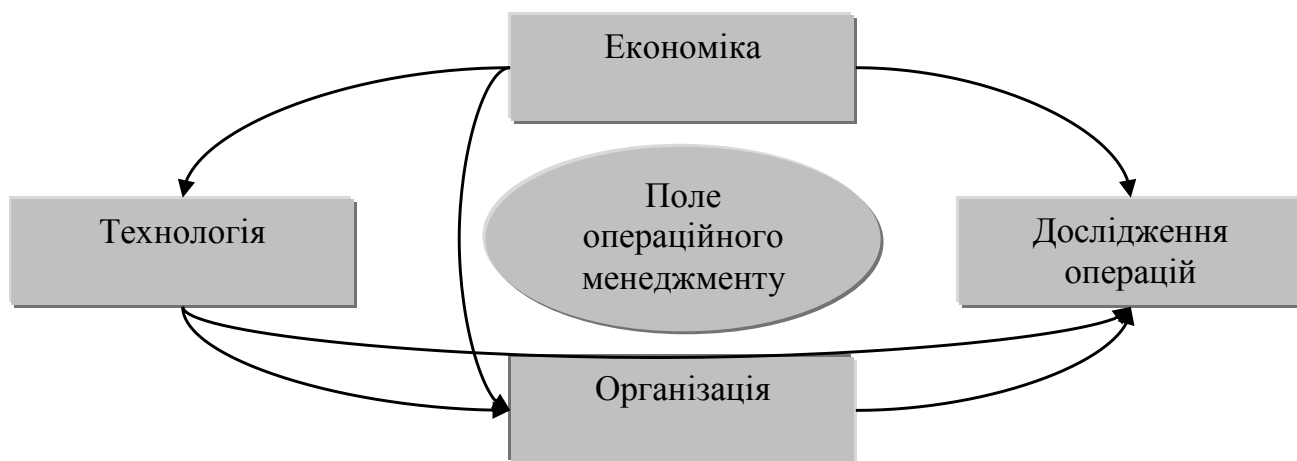 Економіка
Технологія
Поле
операційного
менеджменту
Дослідження
операцій
Організація